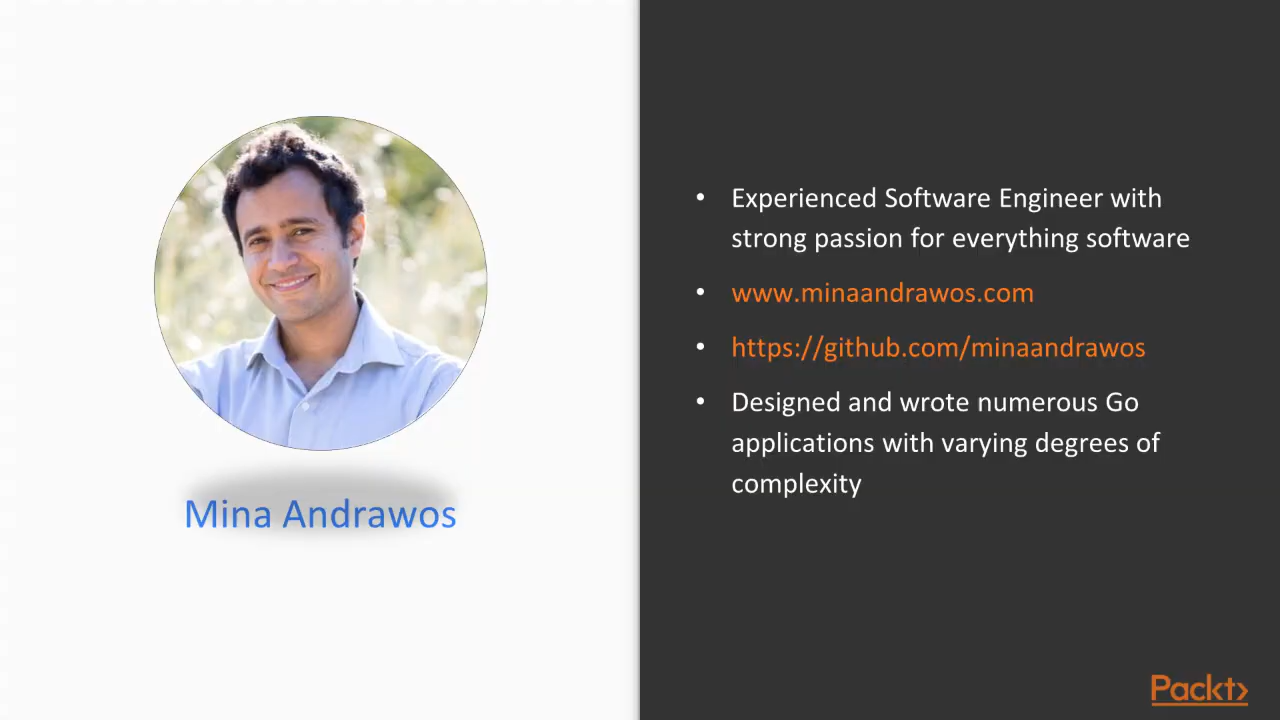 Mina Andrawos
• Experienced Software Engineer with
strong passion for everything software
• www.minaandrawos.com
• https://github.com/minaandrawos
• Designed and wrote numerous Go
applications with varying degrees of
complexity
Packt>